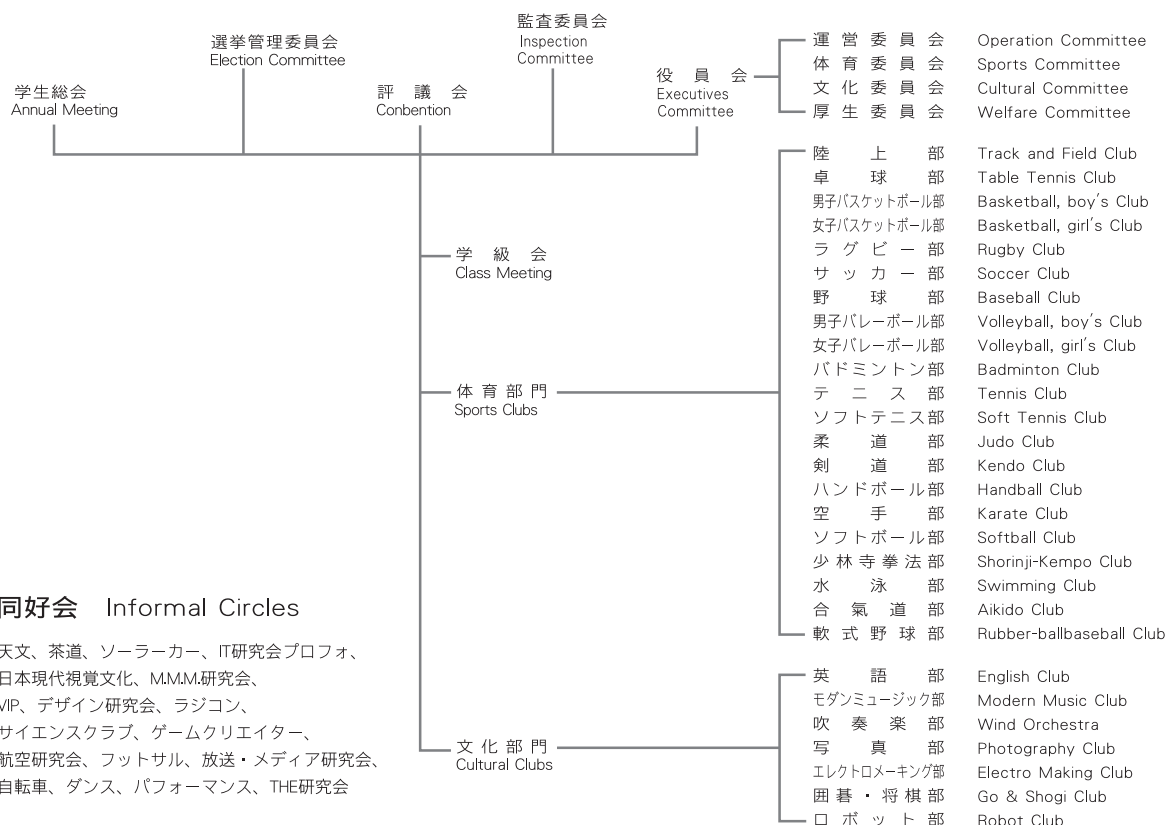 選挙管理委員会
Election Committee
監査委員会
Inspection
Committee
学生総会
Annual Meeting
評議会
Conbention
役員会
Executives
Committee
運営委員会 Operation Committee
体育委員会 Sports Committee
文化委員会 Cultural Committee
厚生委員会 Welfare Committee
学級会
Class Meeting
体育部門
Sports Clubs
陸上部 Track and Field Club
卓球部 Table Tennis Club
男子バスケットボール部 Basketball, boy's Club
女子バスケットボール部 Basketball, girl's Club
ラグビー部 Rugby Club
サッカー部 Soccer Club
野球部 Baseball Club
男子バレーボール部 Volleyball, boy's Club
女子バレーボール部 Volleyball, girl's Club
バドミントン部 Badminton Club
テニス部 Tennis Club
ソフトテニス部 Soft Tennis Club
柔道部 Judo Club
剣道部 Kendo Club
ハンドボール部 Handball Club
空手部 Karate Club
ソフトボール部 Softball Club
少林寺拳法部 Shorinji-Kempo Club
水泳部 Swimming Club
合氣道部 Aikido Club
軟式野球部 Rubber-ballbaseball Club
文化部門
Cultural Clubs
英語部 English Club
モダンミュージック部 Modern Music Club
吹奏楽部 Wind Orchestra
写真部 Photography Club
エレクトロメーキング部 Electro Making Club
囲碁・将棋部 Go & Shogi Club
ロボット部 Robot Club
同好会 Informal Circles
天文、茶道、ソーラーカー、IT研究会プロフォ、
日本現代視覚文化、M.M.M.研究会、
VIP、デザイン研究会、ラジコン、
サイエンスクラブ、ゲームクリエイター、
航空研究会、フットサル、放送・メディア研究会、
自転車、ダンス、パフォーマンス、THE研究会